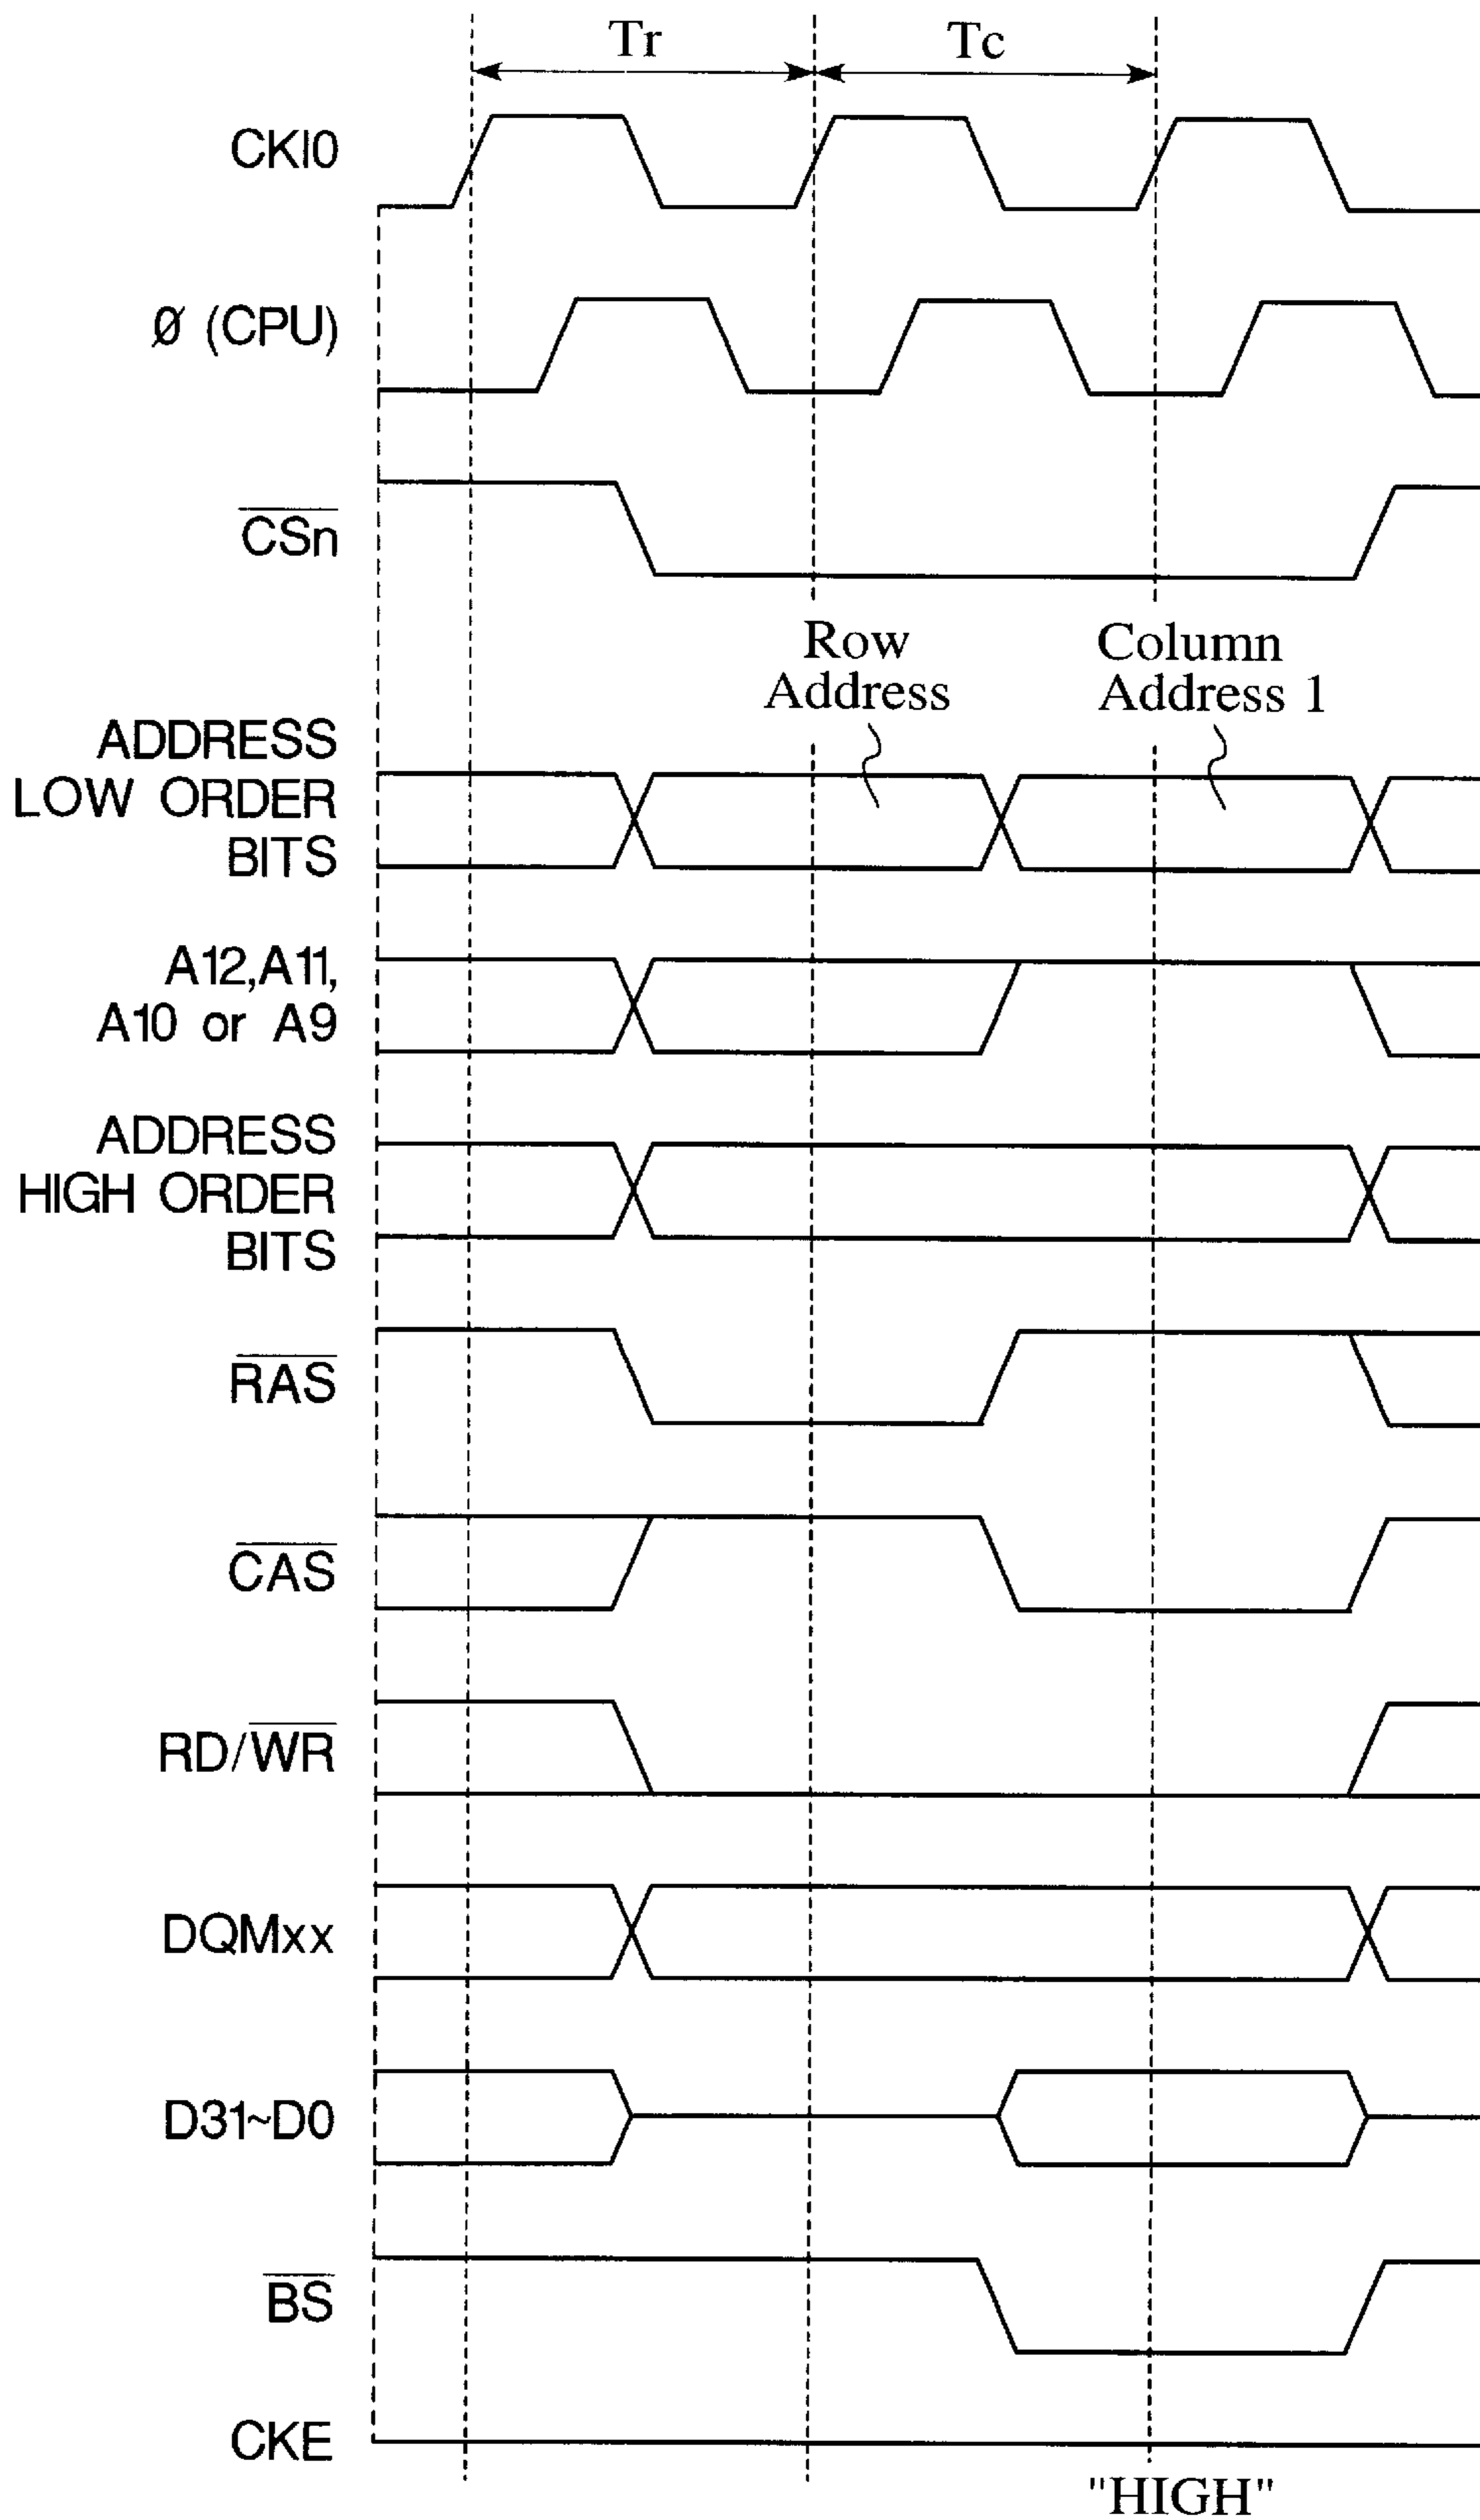 Tr
Tc
CKIO
Ø (CPU)
CSn
Row
Address
Column
Address 1
ADDRESS
LOW ORDER
BITS
A12,A11,
A10 or A9
ADDRESS
HIGH ORDER
BITS
RAS
CAS
RD/WR
DQMxx
D31~D0
BS
CKE
"HIGH"